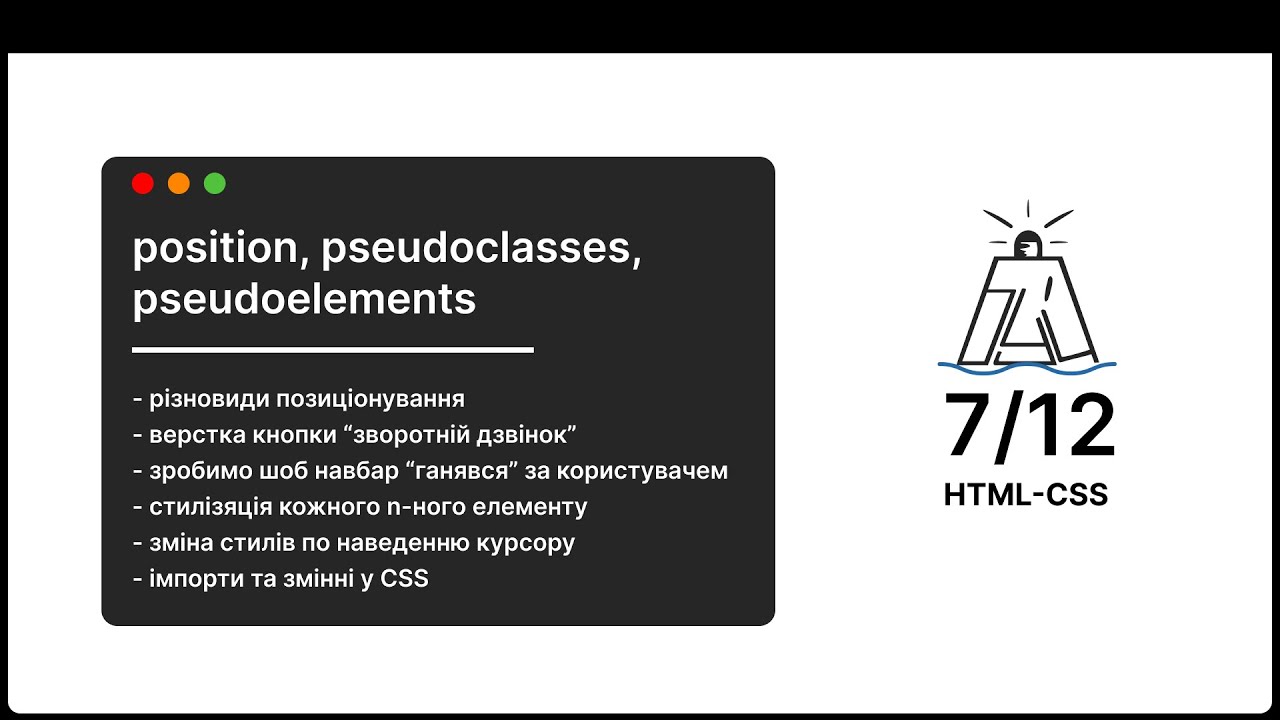 position, pseudoclasses,
pseudoelements
- різновиди позиціонування
- верстка кнопки “зворотній дзвінок”
- зробимо шоб навбар “ганявся” за користувачем
- стилізяція кожного n-ного елементу
- зміна стилів по наведенню курсору
- імпорти та змінні у CSS
7/12
HTML-CSS